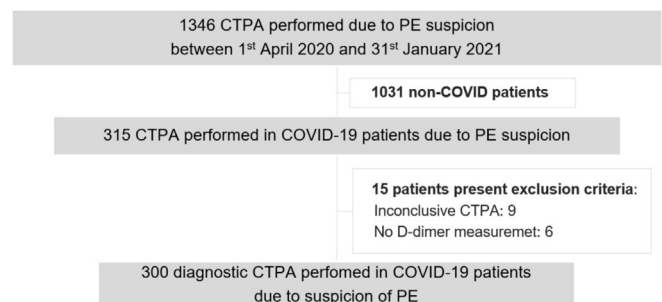 1346 CTPA performed due to PE suspicion
between 1st April 2020 and 31st January 2021
1031 non-COVID patients
315 CTPA performed in COVID-19 patients due to PE suspicion
15 patients present exclusion criteria:
Inconclusive CTPA: 9
No D-dimer measuremet: 6
300 diagnostic CTPA perfomed in COVID-19 patients
due to suspicion of PE